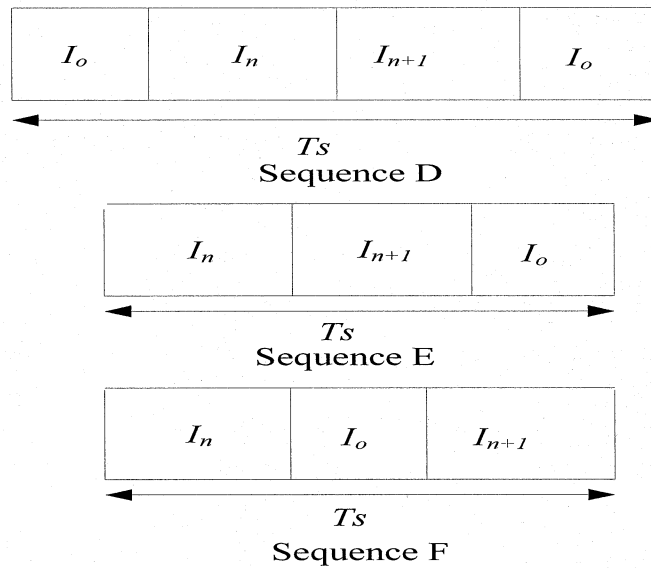 Io In In+1 Io
Ts
Sequence D
In In+1 Io
Ts
Sequence E
In Io In+1
Ts
Sequence F